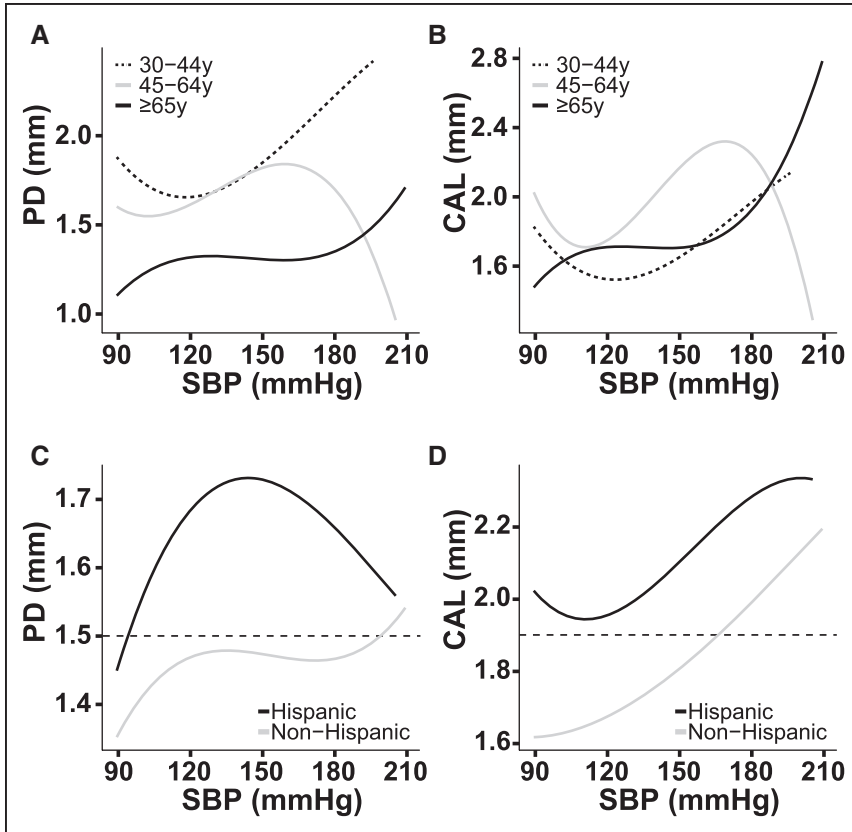 A
30−44y
45−64y
≥65y
PD (mm)
2.0
1.5
1.0
90 120 150 180 210
SBP (mmHg)
B
30−44y
45−64y
≥65y
CAL (mm)
2.8
2.4
2.0
1.6
90 120 150 180 210
SBP (mmHg)
C
PD (mm)
1.7
1.6
1.5
1.4
Hispanic
Non−Hispanic
90 120 150 180 210
SBP (mmHg)
D
CAL (mm)
2.2
2.0
1.8
1.6
Hispanic
Non−Hispanic
90 120 150 180 210
SBP (mmHg)